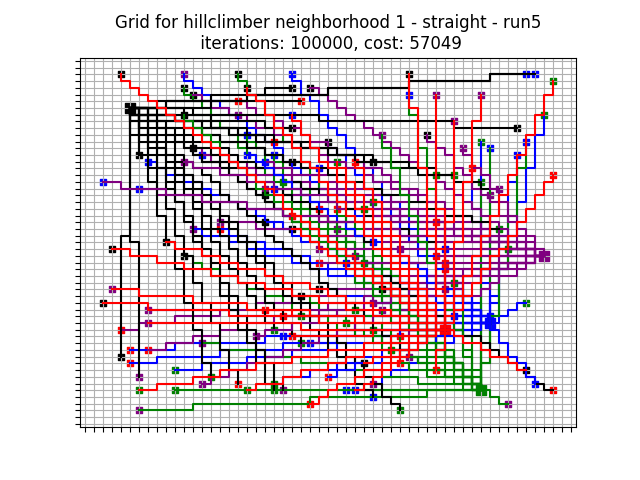 Grid for hillclimber neighborhood 1 - straight - run5
iterations: 100000, cost: 57049